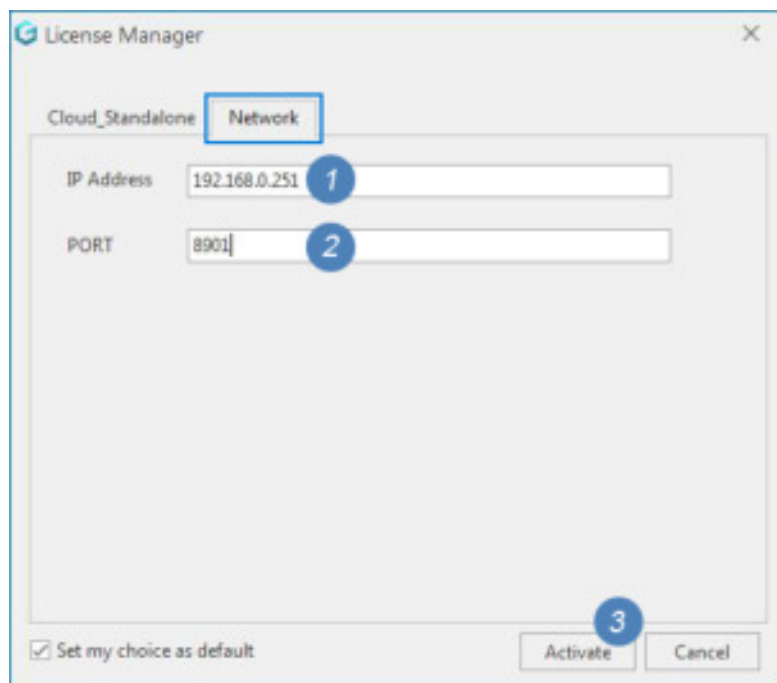 License Manager
Cloud_Standalone Network
IP Address 192.168.0.251 1
PORT 8901 2
3
Set my choice as default Activate Cancel